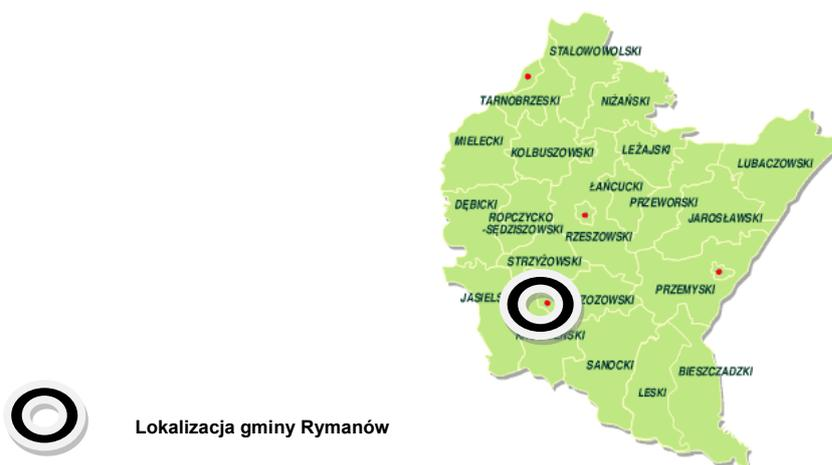 STALOWOWOLSKI
TARNOBRZESKI
NIŻAŃSKI
MIELECKI
KOLBUSZOWSKI
LEŻAJSKI
LUBACZOWSKI
ŁAŃCUCKI
DĘBICKI
PRZEWORSKI
ROPCZYCKO
-SĘDZISZOWSKI
JAROSŁAWSKI
RZESZOWSKI
STRZYŻOWSKI
PRZEMYSKI
JASIELS
ZOZOWSKI
SANOCKI
BIESZCZADZKI
LESKI
Lokalizacja gminy Rymanów